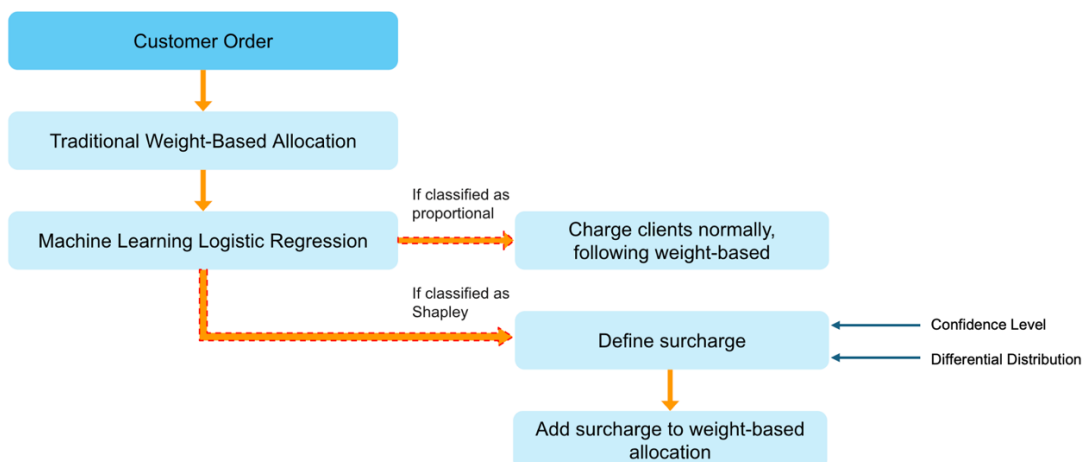 Customer Order
Traditional Weight-Based Allocation
If classified as
proportional
Machine Learning Logistic Regression
Charge clients normally,
following weight-based
If classified as
Shapley
Define surcharge
Confidence Level
Differential Distribution
Add surcharge to weight-based
allocation